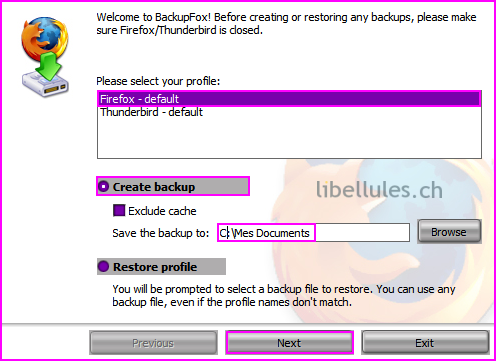 Welcome to BackupFox! Before creating or restoring any backups, please make
sure Firefox/Thunderbird is closed.
Please select your profile:
Firefox - default
Thunderbird - default
Create backup
libellules.ch
Exclude cache
Save the backup to: C:\Mes Documents Browse
Restore profile
You will be prompted to select a backup file to restore. You can use any
backup file, even if the profile names don't match.
Previous Next Exit